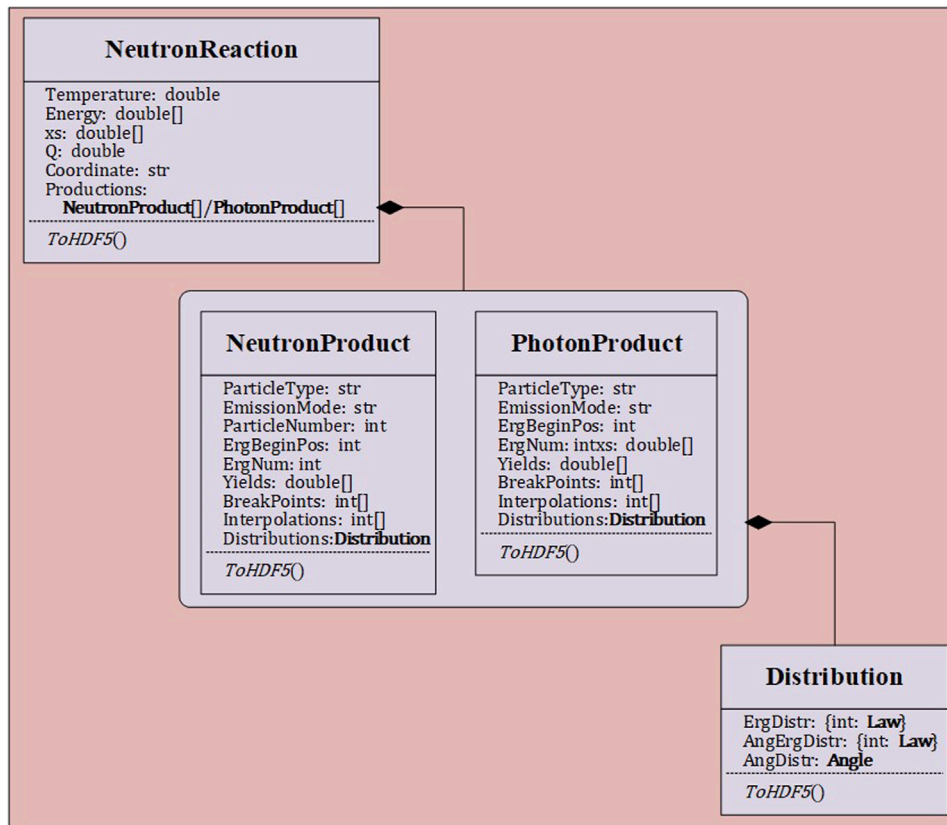 NeutronReaction
Temperature: double
Energy: double[]
xs: double[]
Q: double
Coordinate: str
Productions:
NeutronProduct[]/PhotonProduct[]
ToHDF5()
NeutronProduct
ParticleType: str
EmissionMode: str
ParticleNumber: int
ErgBeginPos: int
ErgNum: int
Yields: double[]
BreakPoints: int[]
Interpolations: int[]
Distributions:Distribution
ToHDF5()
PhotonProduct
ParticleType: str
EmissionMode: str
ErgBeginPos: int
ErgNum: intxs: double[]
Yields: double[]
BreakPoints: int[]
Interpolations: int[]
Distributions:Distribution
ToHDF5()
Distribution
ErgDistr: {int: Law}
AngErgDistr: {int: Law}
AngDistr: Angle
ToHDF5()